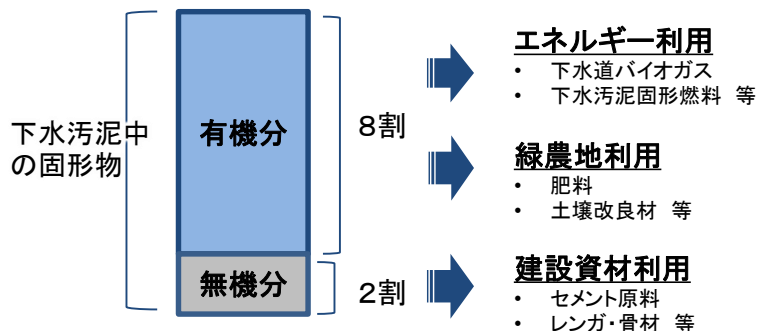 下水汚泥中
の固形物
有機分
8割
無機分
2割
エネルギー利用
• 下水道バイオガス
• 下水汚泥固形燃料 等
緑農地利用
• 肥料
• 土壌改良材 等
建設資材利用
• セメント原料
• レンガ・骨材 等